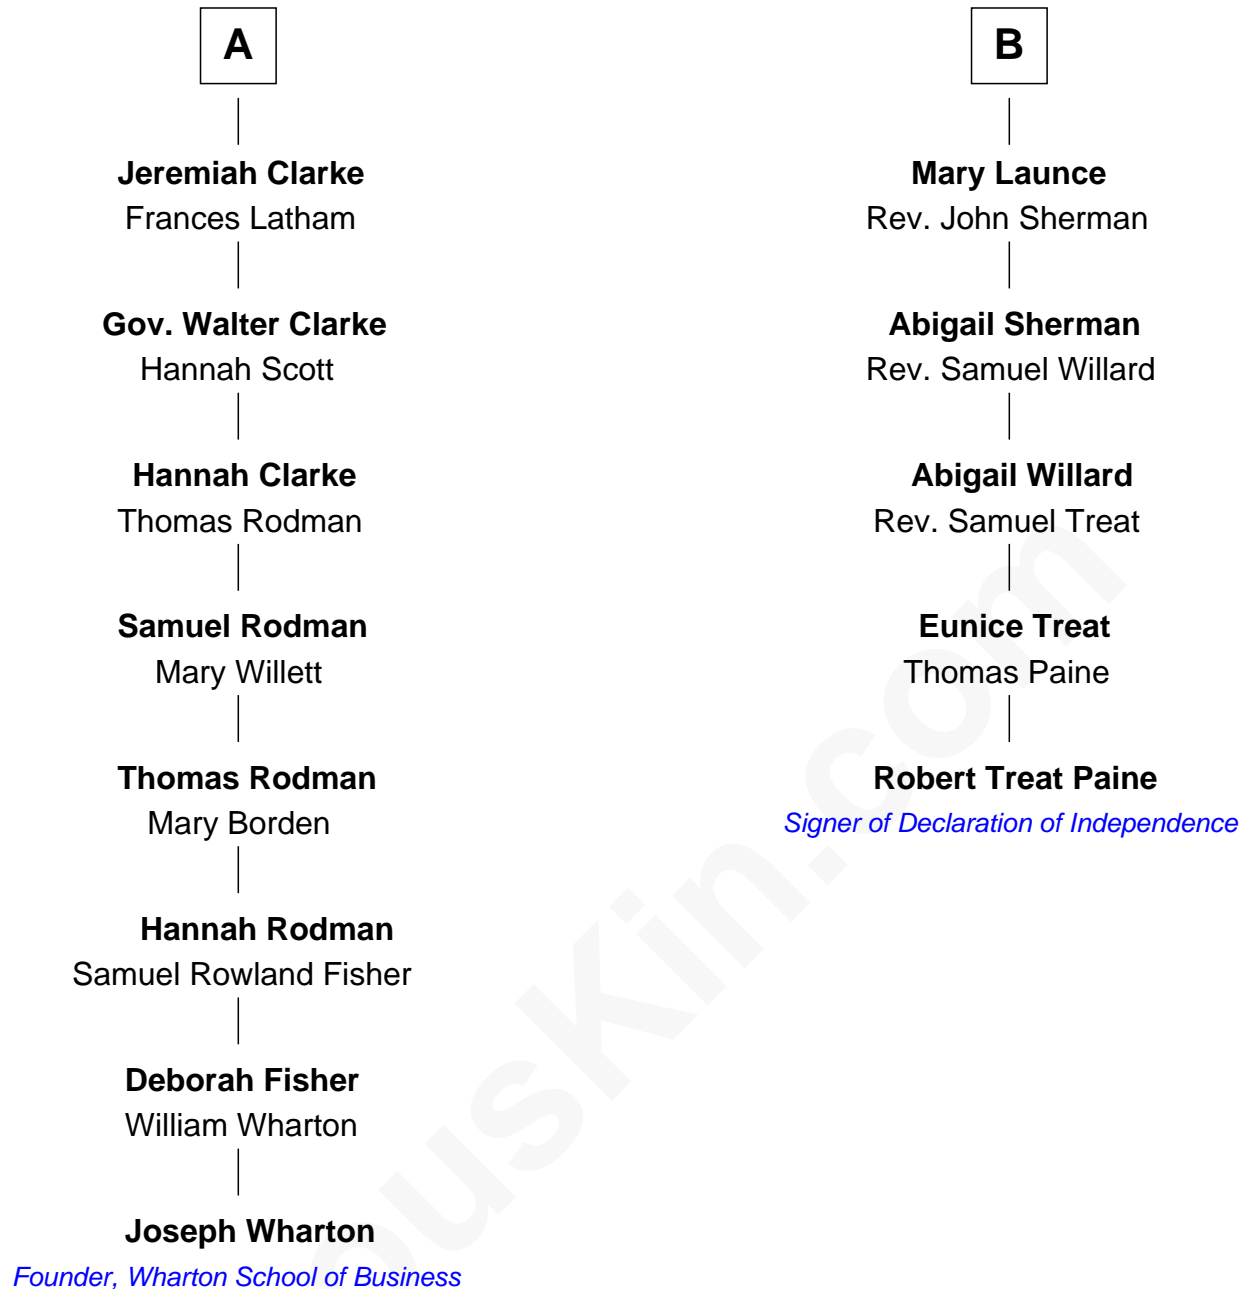 A
Jeremiah Clarke
Frances Latham
Gov. Walter Clarke
Hannah Scott
Hannah Clarke
Thomas Rodman
Samuel Rodman
Mary Willett
Thomas Rodman
Mary Borden
Hannah Rodman
Samuel Rowland Fisher
Deborah Fisher
William Wharton
Joseph Wharton
Founder, Wharton School of Business
B
Mary Launce
Rev. John Sherman
Abigail Sherman
Rev. Samuel Willard
Abigail Willard
Rev. Samuel Treat
Eunice Treat
Thomas Paine
Robert Treat Paine
Signer of Declaration of Independence
ousKin.com